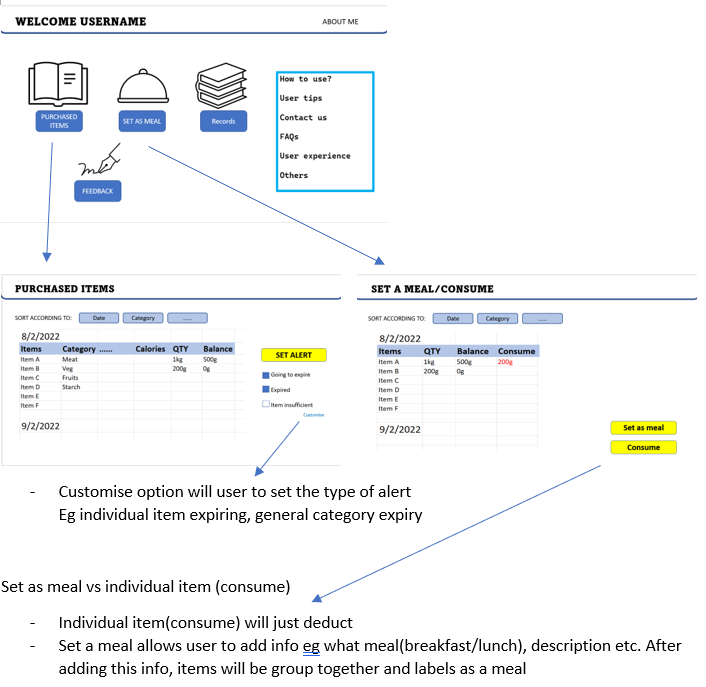 WELCOME USERNAME
ABOUT ME
PURCHASED
ITEMS
SET AS MEAL
Records
FEEDBACK
How to use?
User tips
Contact us
FAQs
User experience
Others
PURCHASED ITEMS
SORT ACCORDING TO: Date Category ......
8/2/2022
Items Category ...... Calories QTY Balance
Item A Meat 1kg 500g
Item B Veg 200g 0g
Item C Fruits
Item D Starch
Item E
Item F
9/2/2022
SET ALERT
Going to expire
Expired
Item insufficient
Customise
SET A MEAL/CONSUME
SORT ACCORDING TO: Date Category ......
8/2/2022
Items QTY Balance Consume
Item A 1kg 500g 200g
Item B 200g 0g
Item C
Item D
Item E
Item F
9/2/2022
Set as meal
Consume
- Customise option will user to set the type of alert
Eg individual item expiring, general category expiry
Set as meal vs individual item (consume)
- Individual item(consume) will just deduct
- Set a meal allows user to add info eg what meal(breakfast/lunch), description etc. After
adding this info, items will be group together and labels as a meal